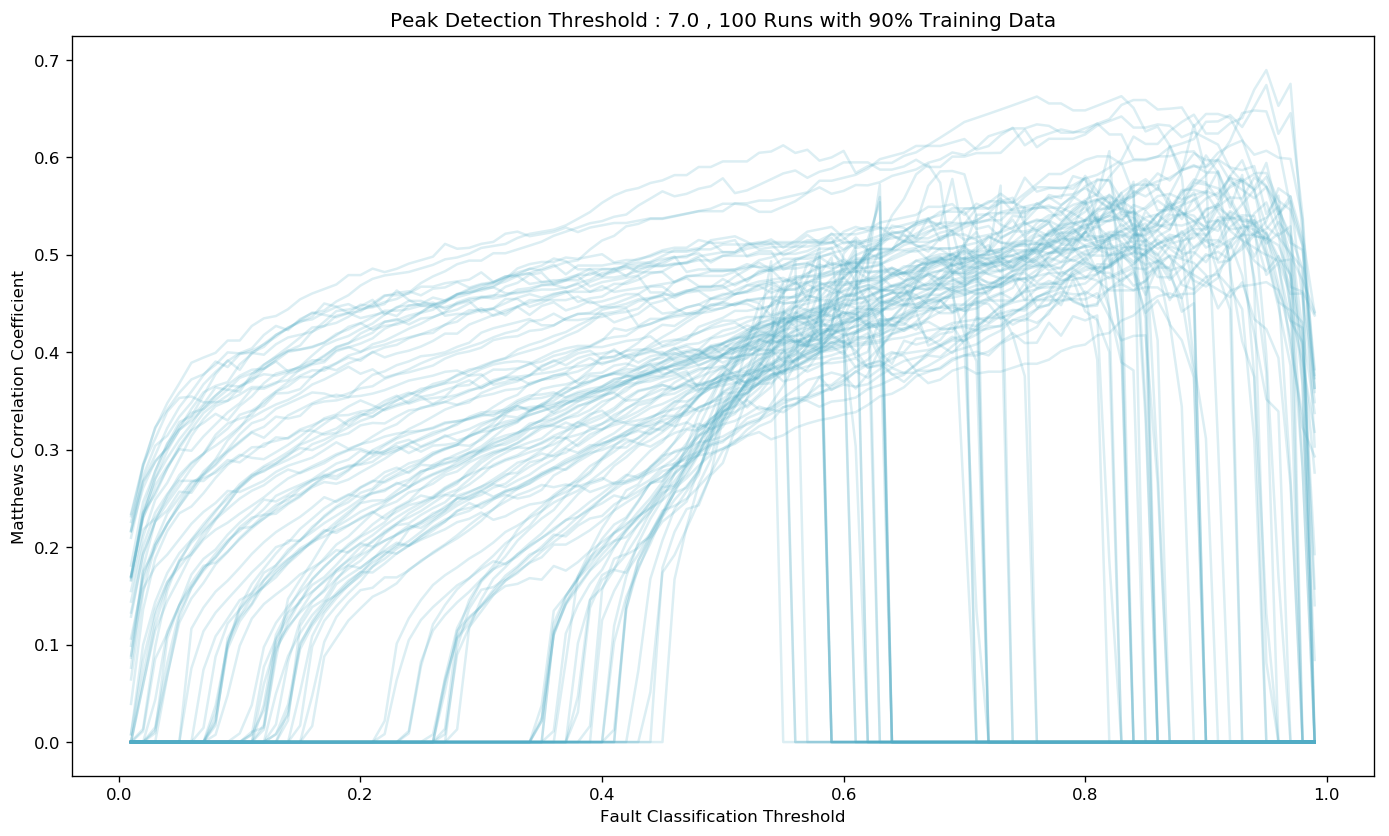 Peak Detection Threshold : 7.0 , 100 Runs with 90% Training Data
Matthews Correlation Coefficient
0.7
0.6
0.5
0.4
0.3
0.2
0.1
0.0
0.0 0.2 0.4 0.6 0.8 1.0
Fault Classification Threshold